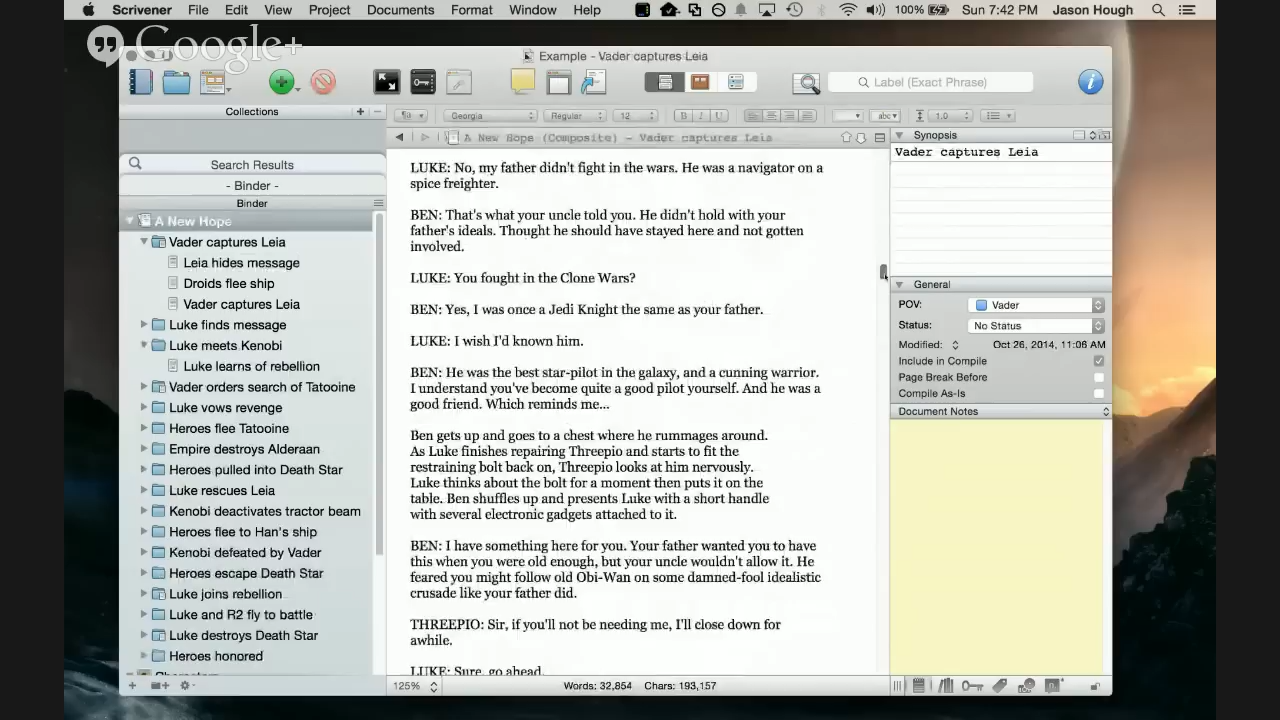 Scrivener File Edit View Project Documents Format Window Help 100% Sun 7:42 PM Jason Hough
Google+
Example - Vader captures Leia
Label (Exact Phrase)
Collections
Georgia Regular 12 B I U abc 1.0
Search Results
- Binder -
Binder
A New Hope
Vader captures Leia
Leia hides message
Droids flee ship
Vader captures Leia
Luke finds message
Luke meets Kenobi
Luke learns of rebellion
Vader orders search of Tatooine
Luke vows revenge
Heroes flee Tatooine
Empire destroys Alderaan
Heroes pulled into Death Star
Luke rescues Leia
Kenobi deactivates tractor beam
Heroes flee to Han's ship
Kenobi defeated by Vader
Heroes escape Death Star
Luke joins rebellion
Luke and R2 fly to battle
Luke destroys Death Star
Heroes honored
Characters
A New Hope (Composite) - Vader captures Leia
LUKE: No, my father didn't fight in the wars. He was a navigator on a
spice freighter.
BEN: That's what your uncle told you. He didn't hold with your
father's ideals. Thought he should have stayed here and not gotten
involved.
LUKE: You fought in the Clone Wars?
BEN: Yes, I was once a Jedi Knight the same as your father.
LUKE: I wish I'd known him.
BEN: He was the best star-pilot in the galaxy, and a cunning warrior.
I understand you've become quite a good pilot yourself. And he was a
good friend. Which reminds me...
Ben gets up and goes to a chest where he rummages around.
As Luke finishes repairing Threepio and starts to fit the
restraining bolt back on, Threepio looks at him nervously.
Luke thinks about the bolt for a moment then puts it on the
table. Ben shuffles up and presents Luke with a short handle
with several electronic gadgets attached to it.
BEN: I have something here for you. Your father wanted you to have
this when you were old enough, but your uncle wouldn't allow it. He
feared you might follow old Obi-Wan on some damned-fool idealistic
crusade like your father did.
THREEPIO: Sir, if you'll not be needing me, I'll close down for
awhile.
LUKE: Sure, go ahead.
125% Words: 32,854 Chars: 193,157
Synopsis
Vader captures Leia
General
POV: Vader
Status: No Status
Modified: Oct 26, 2014, 11:06 AM
Include in Compile
Page Break Before
Compile As-Is
Document Notes